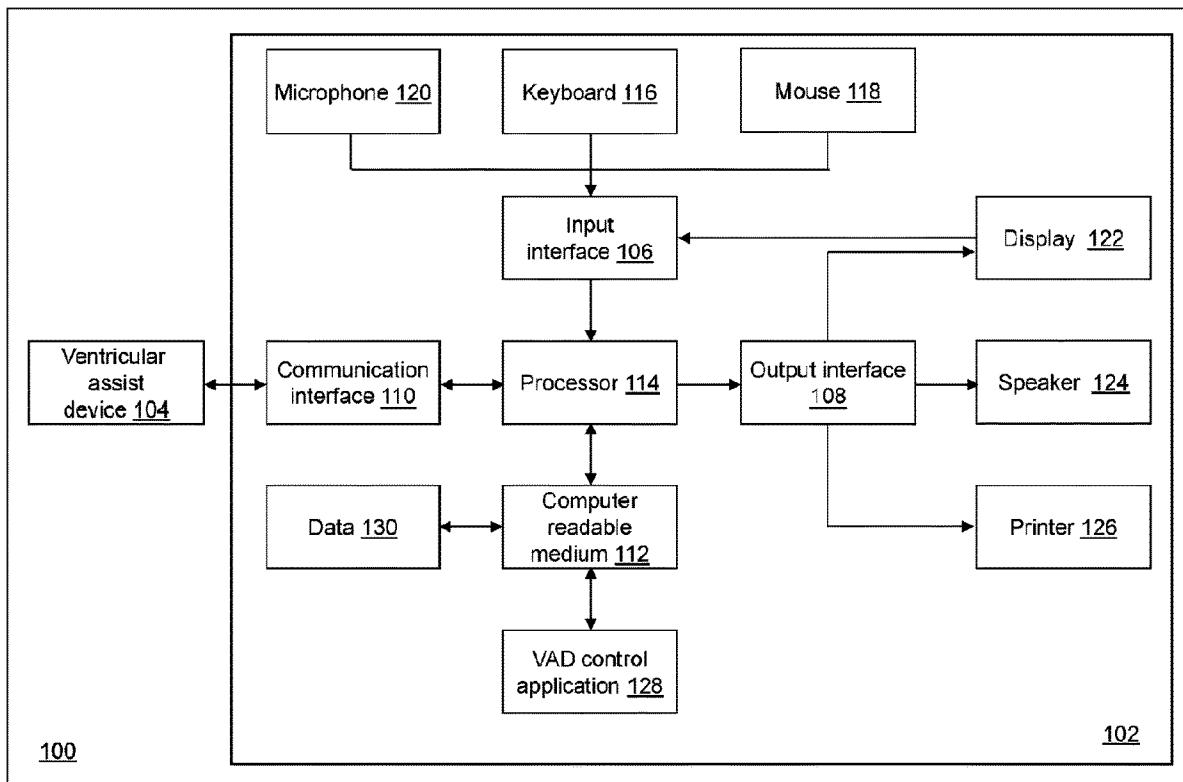 Microphone 120
Keyboard 116
Mouse 118
Input
interface 106
Display 122
Ventricular
assist
device 104
Communication
interface 110
Processor 114
Output interface
108
Speaker 124
Data 130
Computer
readable
medium 112
Printer 126
VAD control
application 128
100
102